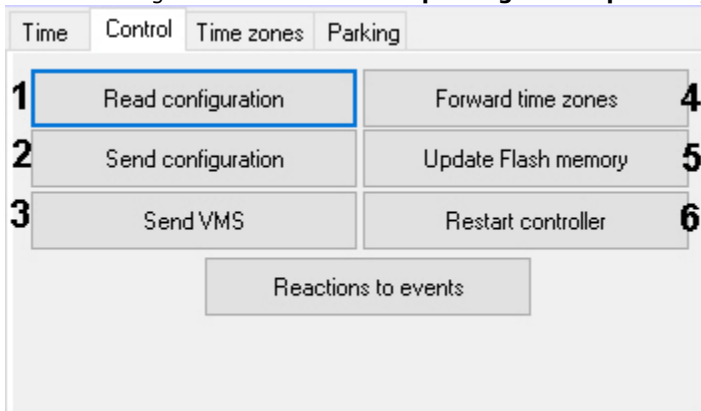 Time Control Time zones Parking
1 Read configuration Forward time zones 4
2 Send configuration Update Flash memory 5
3 Send VMS Restart controller 6
Reactions to events